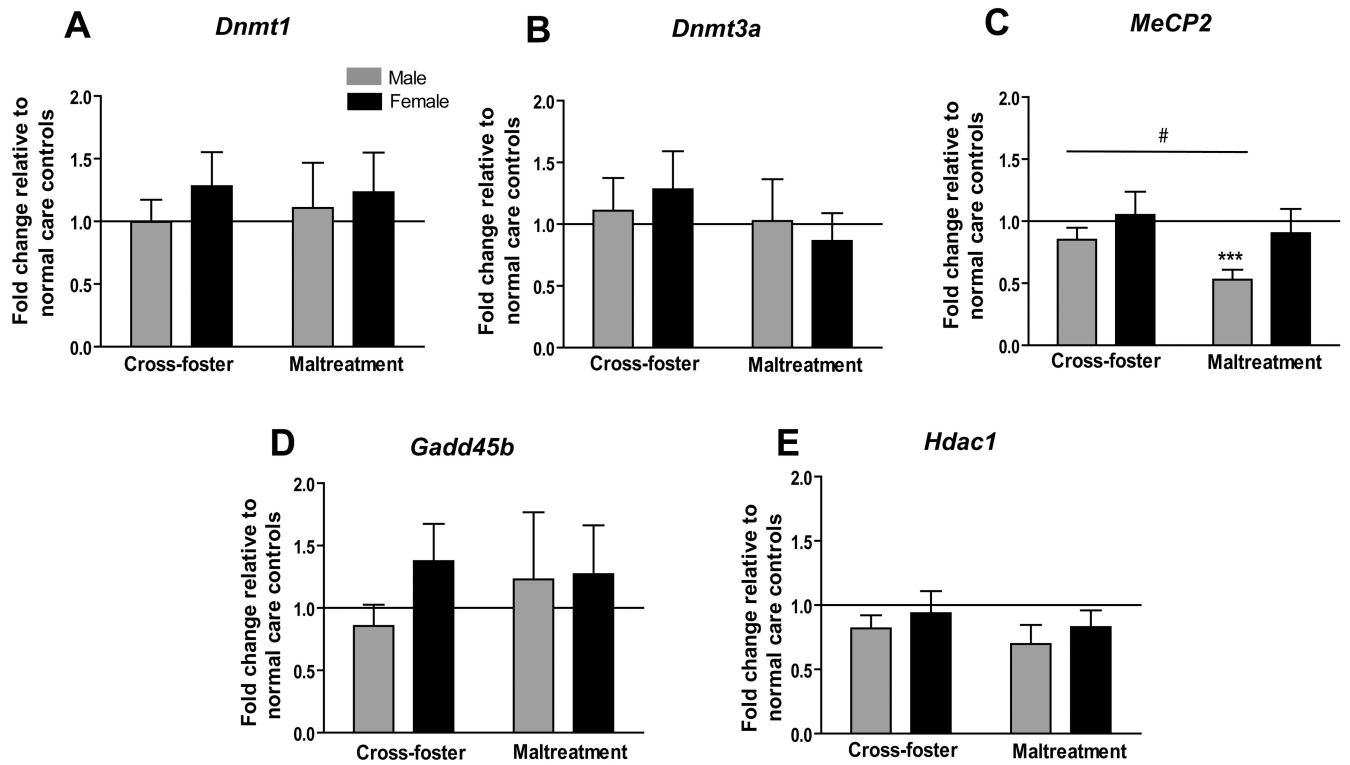 A
Dnmt1
Male
Female
Fold change relative to
normal care controls
2.0
1.5
1.0
0.5
0.0
Cross-foster
Maltreatment
B
Dnmt3a
Fold change relative to
normal care controls
2.0
1.5
1.0
0.5
0.0
Cross-foster
Maltreatment
C
MeCP2
Fold change relative to
normal care controls
2.0
1.5
1.0
0.5
0.0
#
***
Cross-foster
Maltreatment
D
Gadd45b
Fold change relative to
normal care controls
2.0
1.5
1.0
0.5
0.0
Cross-foster
Maltreatment
E
Hdac1
Fold change relative to
normal care controls
2.0
1.5
1.0
0.5
0.0
Cross-foster
Maltreatment